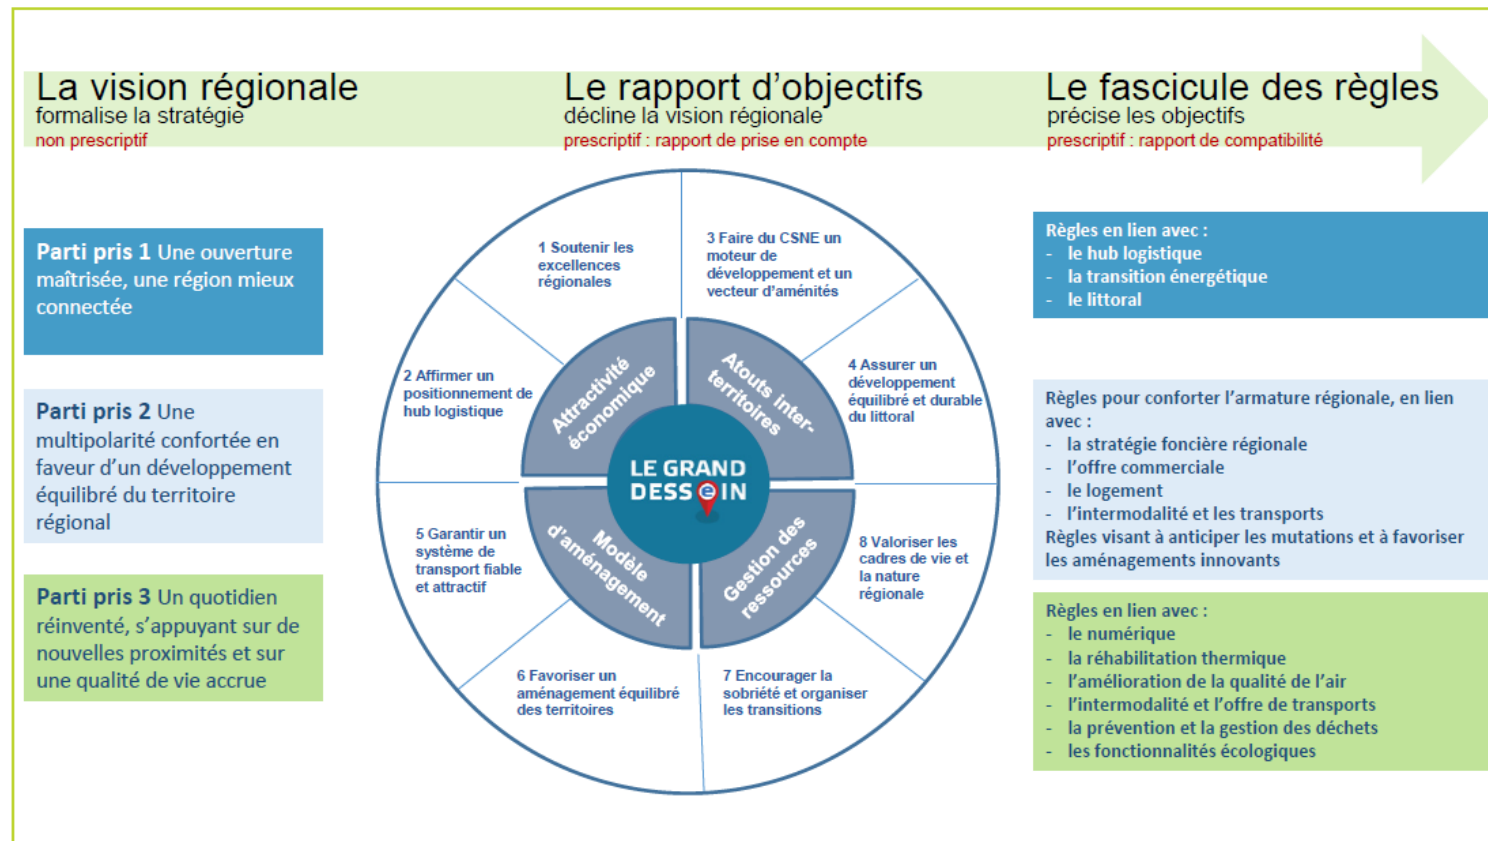 La vision régionale
formalise la stratégie
non prescriptif
Le rapport d'objectifs
décline la vision régionale
prescriptif : rapport de prise en compte
Le fascicule des règles
précise les objectifs
prescriptif : rapport de compatibilité
Parti pris 1 Une ouverture
maîtrisée, une région mieux
connectée
Parti pris 2 Une
multipolarité confortée en
faveur d'un développement
équilibré du territoire
régional
Parti pris 3 Un quotidien
réinventé, s'appuyant sur de
nouvelles proximités et sur
une qualité de vie accrue
1 Soutenir les
excellences
régionales
3 Faire du CSNE un
moteur de
développement et un
vecteur d'aménités
2 Affirmer un
positionnement de
hub logistique
4 Assurer un
développement
équilibré et durable
du littoral
Attractivité
économique
Atouts inter-
territoires
LE GRAND
DESSeIN
Modèle
d'aménagement
Gestion des
ressources
5 Garantir un
système de
transport fiable
et attractif
8 Valoriser les
cadres de vie et
la nature
régionale
6 Favoriser un
aménagement équilibré
des territoires
7 Encourager la
sobriété et organiser
les transitions
Règles en lien avec :
- le hub logistique
- la transition énergétique
- le littoral
Règles pour conforter l'armature régionale, en lien
avec :
- la stratégie foncière régionale
- l'offre commerciale
- le logement
- l'intermodalité et les transports
Règles visant à anticiper les mutations et à favoriser
les aménagements innovants
Règles en lien avec :
- le numérique
- la réhabilitation thermique
- l'amélioration de la qualité de l'air
- l'intermodalité et l'offre de transports
- la prévention et la gestion des déchets
- les fonctionnalités écologiques